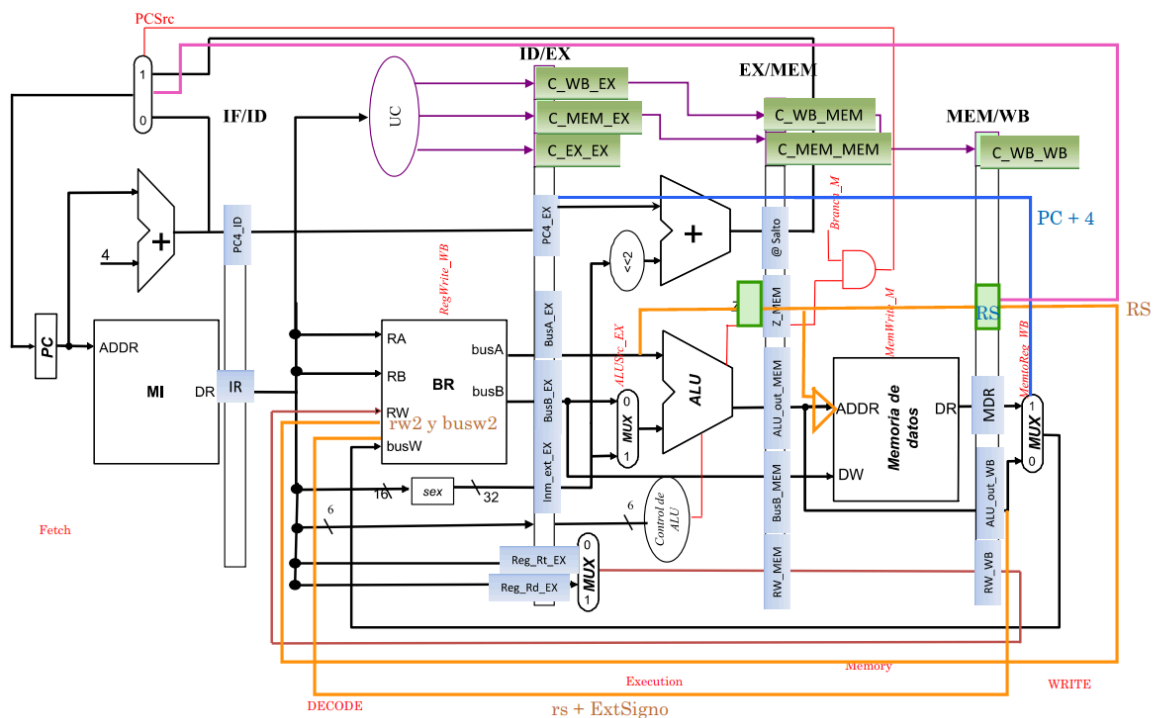 PCSrc
ID/EX
EX/MEM
IF/ID
MEM/WB
1
0
UC
C_WB_EX
C_MEM_EX
C_EX_EX
C_WB_MEM
C_MEM_MEM
C_WB_WB
+
4
PC4_ID
PC4_EX
+
<<2
@ Salto
Branch_M
PC + 4
RegWrite_WB
BusA_EX
Z_MEM
MemWrite_M
RS
RS
PC
ADDR
MI
DR
IR
RA
RB
RW
busW
BR
busA
busB
rw2 y busw2
BusB_EX
ALUSrc_EX
0
MUX
1
ALU
ALU_out_MEM
ADDR
DR
Memoria de
datos
DW
MDR
MemtoReg_WB
1
MUX
0
16
sex
32
Inm_ext_EX
BusB_MEM
ALU_out_WB
6
6
Control de
ALU
Fetch
Reg_Rt_EX
Reg_Rd_EX
0
MUX
1
RW_MEM
RW_WB
Memory
Execution
WRITE
DECODE
rs + ExtSigno